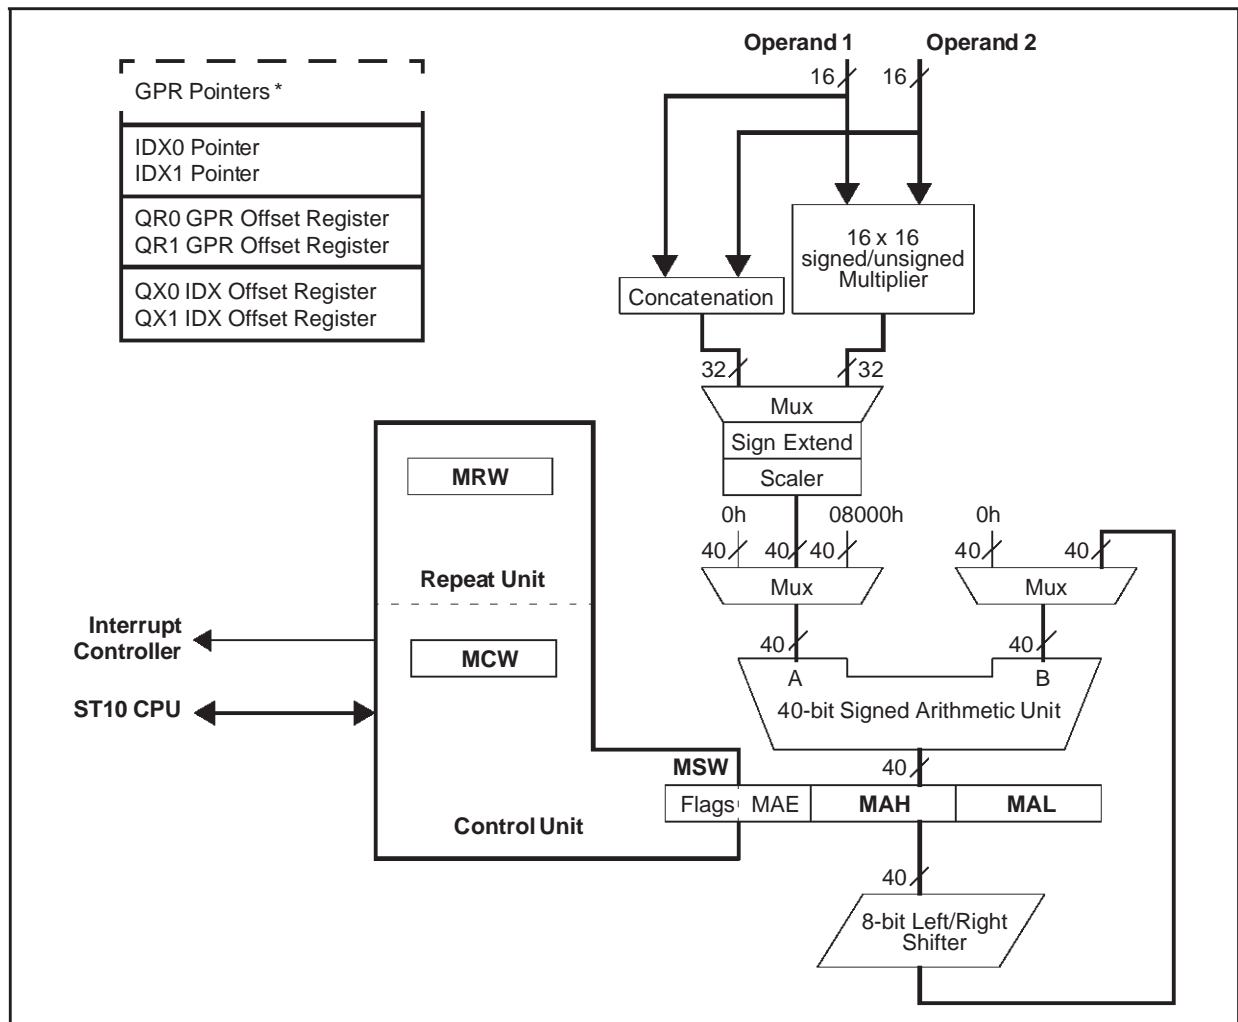 Operand 1 Operand 2
16 16
GPR Pointers *
IDX0 Pointer
IDX1 Pointer
QR0 GPR Offset Register
QR1 GPR Offset Register
QX0 IDX Offset Register
QX1 IDX Offset Register
16 x 16
signed/unsigned
Multiplier
Concatenation
32 32
Mux
Sign Extend
Scaler
0h 08000h 0h
40 40 40 40 40
Mux Mux
40 40
A B
40-bit Signed Arithmetic Unit
MRW
Repeat Unit
Interrupt
Controller
MCW
ST10 CPU
MSW
40
Flags MAE MAH MAL
Control Unit
40
8-bit Left/Right
Shifter